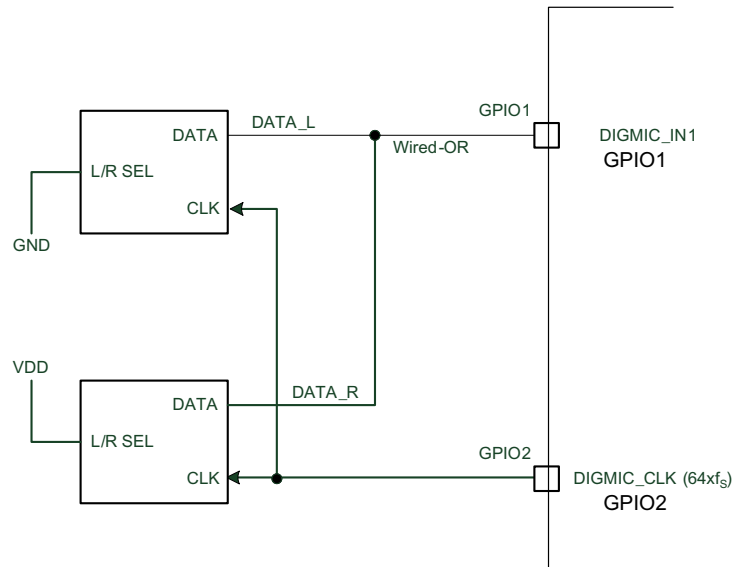 GPIO1
DATA_L
DATA
Wired-OR
DIGMIC_IN1
GPIO1
L/R SEL
CLK
GND
VDD
DATA_R
DATA
L/R SEL
GPIO2
CLK
DIGMIC_CLK (64xfS)
GPIO2